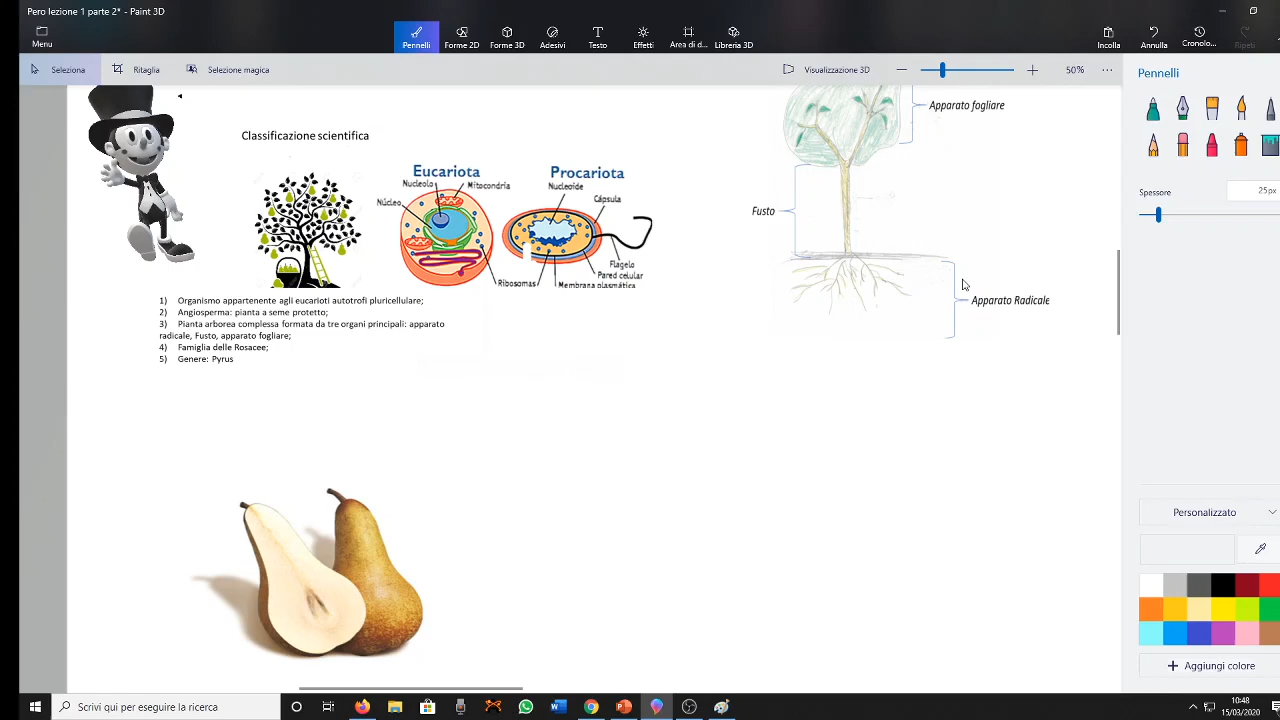 Pero lezione 1 parte 2* - Paint 3D
Menu
Pennelli
Forme 2D
Forme 3D
Adesivi
Testo
Effetti
Area di d...
Libreria 3D
Incolla
Annulla
Cronolo...
Ripeti
Seleziona
Ritaglia
Selezione magica
Visualizzazione 3D
50%
Pennelli
Spessore
25px
Classificazione scientifica
Eucariota
Procariota
Nucleolo
Mitocondria
Núcleo
Nucleoíde
Cápsula
Flagelo
Pared celular
Ribosomas
Membrana plasmática
1) Organismo appartenente agli eucarioti autotrofi pluricellulare;
2) Angiosperma: pianta a seme protetto;
3) Pianta arborea complessa formata da tre organi principali: apparato
radicale, Fusto, apparato fogliare;
4) Famiglia delle Rosacee;
5) Genere: Pyrus
Apparato fogliare
Fusto
Apparato Radicale
Personalizzato
Aggiungi colore
Scrivi qui per eseguire la ricerca
10:48
15/03/2020